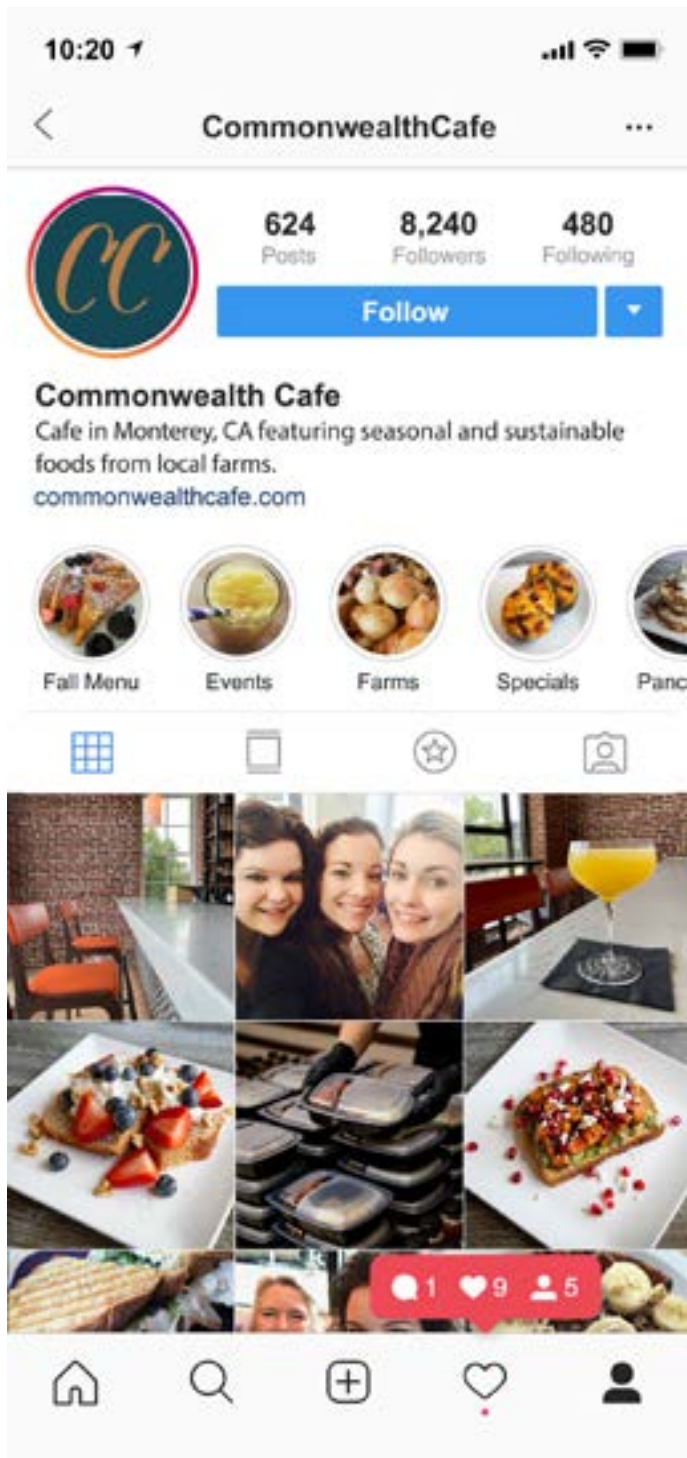 10:20
CommonwealthCafe
...
CC
624 8,240 480
Posts Followers Following
Follow
Commonwealth Cafe
Cafe in Monterey, CA featuring seasonal and sustainable
foods from local farms.
commonwealthcafe.com
Fall Menu Events Farms Specials Panc
1 9 5